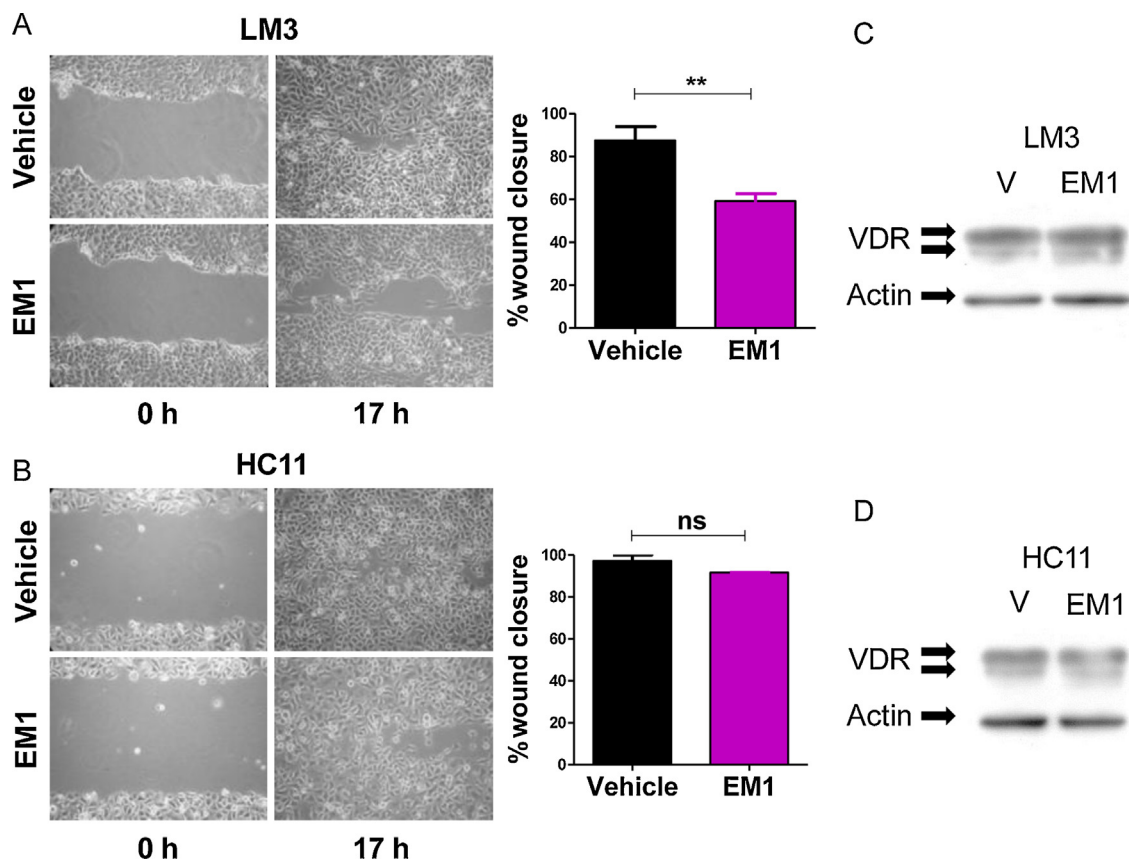 A
LM3
Vehicle
EM1
0 h
17 h
**
% wound closure
100
80
60
40
20
0
Vehicle
EM1
C
LM3
V EM1
VDR
Actin
B
HC11
Vehicle
EM1
0 h
17 h
ns
% wound closure
100
80
60
40
20
0
Vehicle
EM1
D
HC11
V EM1
VDR
Actin